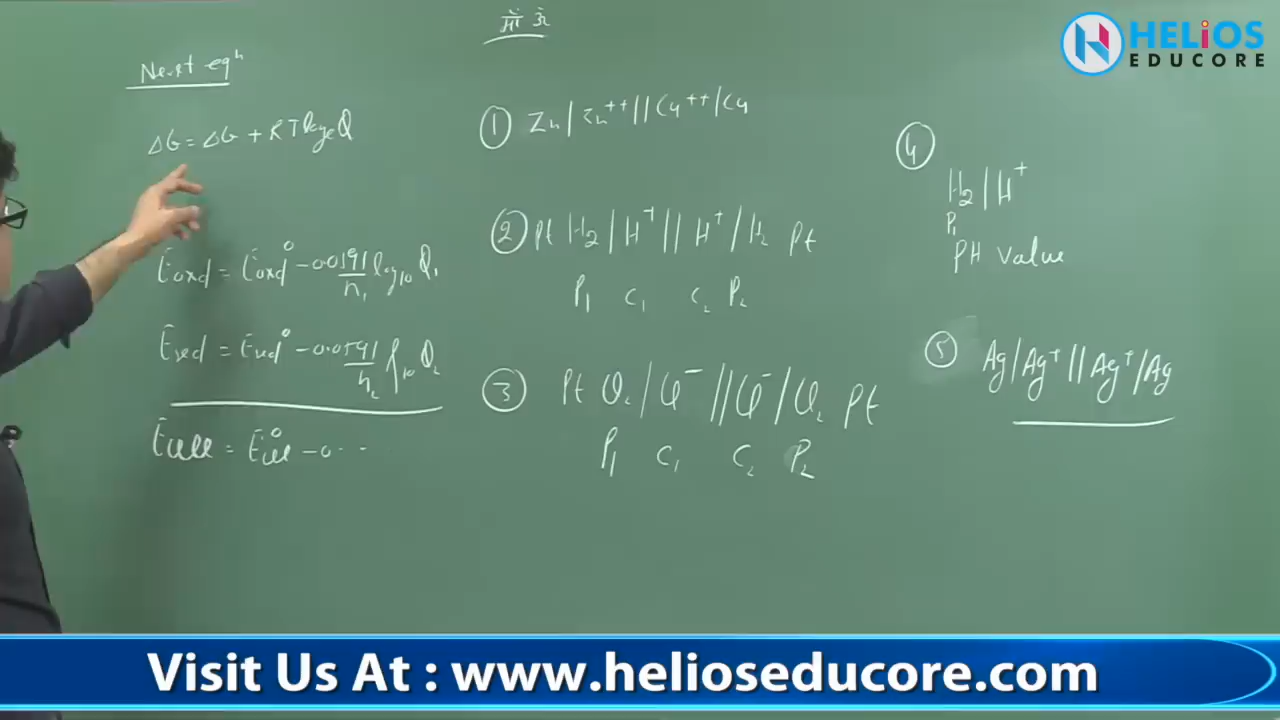 माँ ॐ
HELiOS
EDUCORE
Nernst eqn
ΔG = ΔG + RT loge Q
Eoxd = E°oxd - 0.0591/n₁ log₁₀ Q₁
Ered = E°red - 0.0591/n₂ log₁₀ Q₂
Ecell = E°cell - 0 ...
① Zn/Zn⁺⁺//Cu⁺⁺/Cu
② Pt H₂/H⁺//H⁺/H₂ Pt
P₁ C₁ C₂ P₂
③ Pt Cl₂/Cl⁻//Cl⁻/Cl₂ Pt
P₁ C₁ C₂ P₂
④
H₂/H⁺
P₁
PH value
⑤ Ag/Ag⁺//Ag⁺/Ag
Visit Us At : www.helioseducore.com